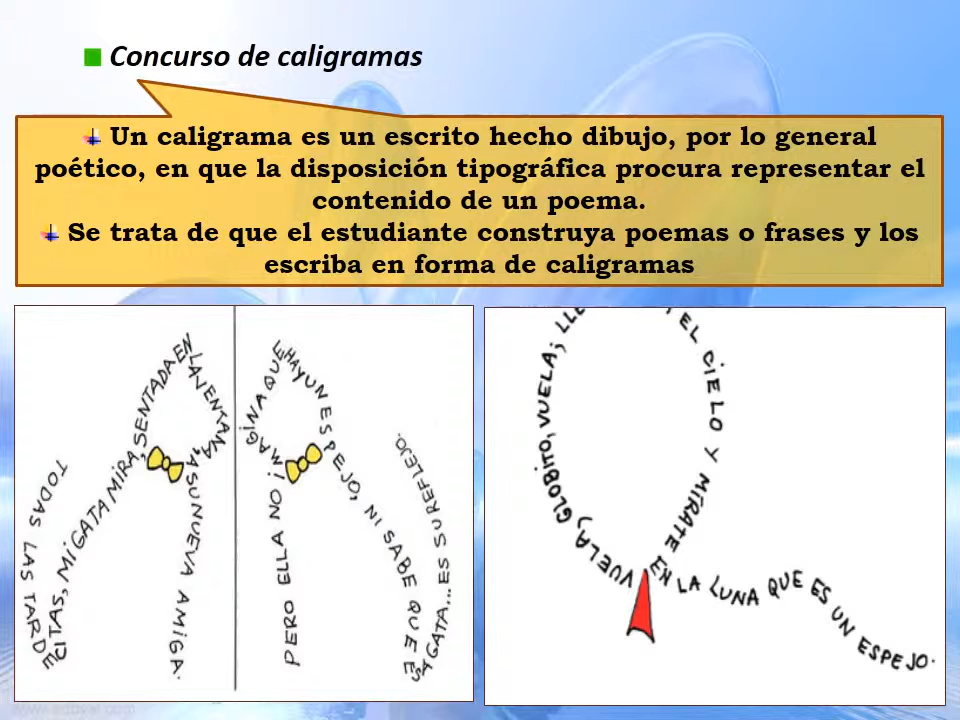 Concurso de caligramas
Un caligrama es un escrito hecho dibujo, por lo general
poético, en que la disposición tipográfica procura representar el
contenido de un poema.
Se trata de que el estudiante construya poemas o frases y los
escriba en forma de caligramas
TODAS LAS TARDECITAS, MI GATA MIRA, SENTADA EN LA VENTANA, A SU NUEVA AMIGA.
PERO ELLA NO IMAGINA QUE HAY UN ESPEJO, NI SABE QUE ESA GATA... ES SU REFLEJO.
VUELA, GLOBITO, VUELA; EL CIELO Y MÍRATE EN LA LUNA QUE ES UN ESPEJO.